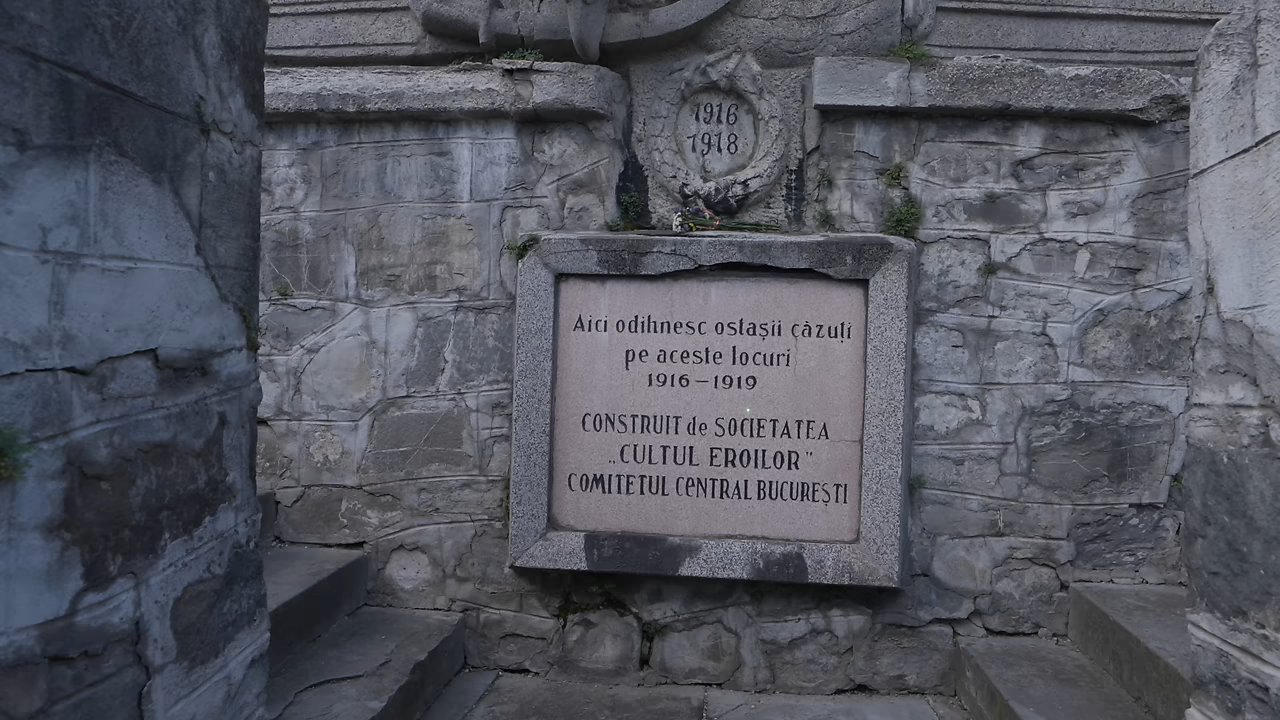 1916
1918
Aici odihnesc ostașii căzuți
pe aceste locuri
1916 – 1919
CONSTRUIT de SOCIETATEA
„CULTUL EROILOR”
COMITETUL CENTRAL BUCUREȘTI